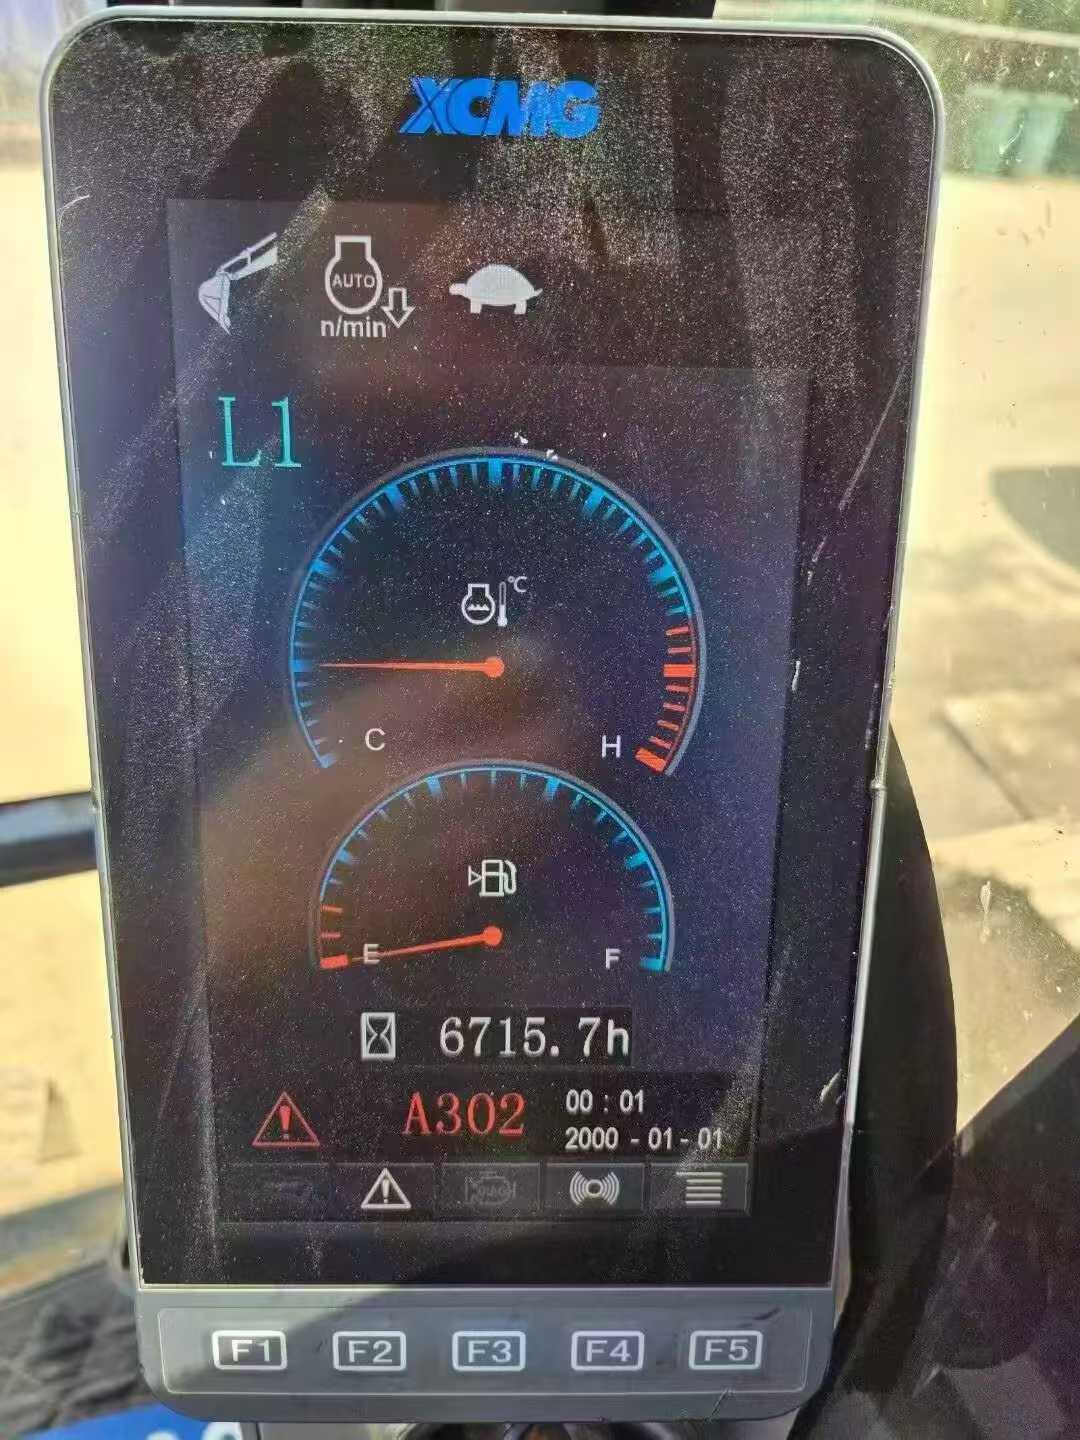 XCMG
AUTO
n/min
L1
°C
C
H
E
F
6715.7h
A302
00 : 01
2000 - 01 - 01
F1
F2
F3
F4
F5